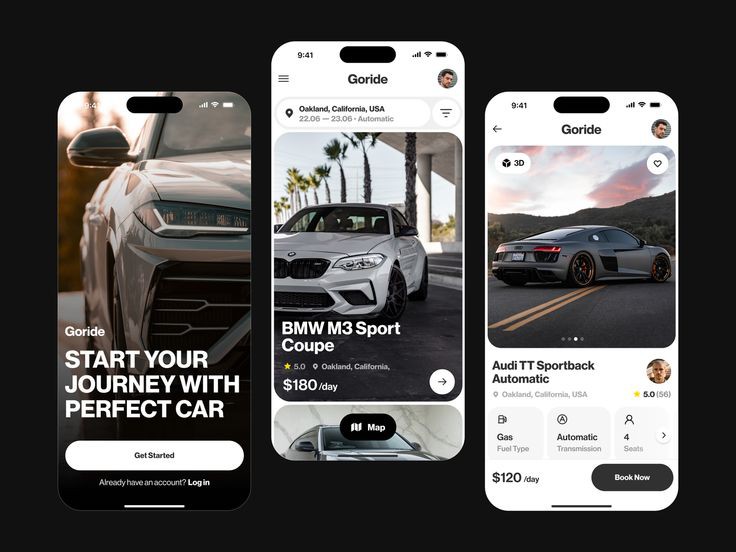 9:41
Goride
START YOUR
JOURNEY WITH
PERFECT CAR
Get Started
Already have an account? Log in
9:41
Goride
Oakland, California, USA
22.06 — 23.06 · Automatic
BMW M3 Sport
Coupe
5.0 Oakland, California,
$180 /day
Map
9:41
Goride
3D
Audi TT Sportback
Automatic
Oakland, California, USA
5.0 (56)
Gas
Fuel Type
Automatic
Transmission
4
Seats
$120 /day
Book Now